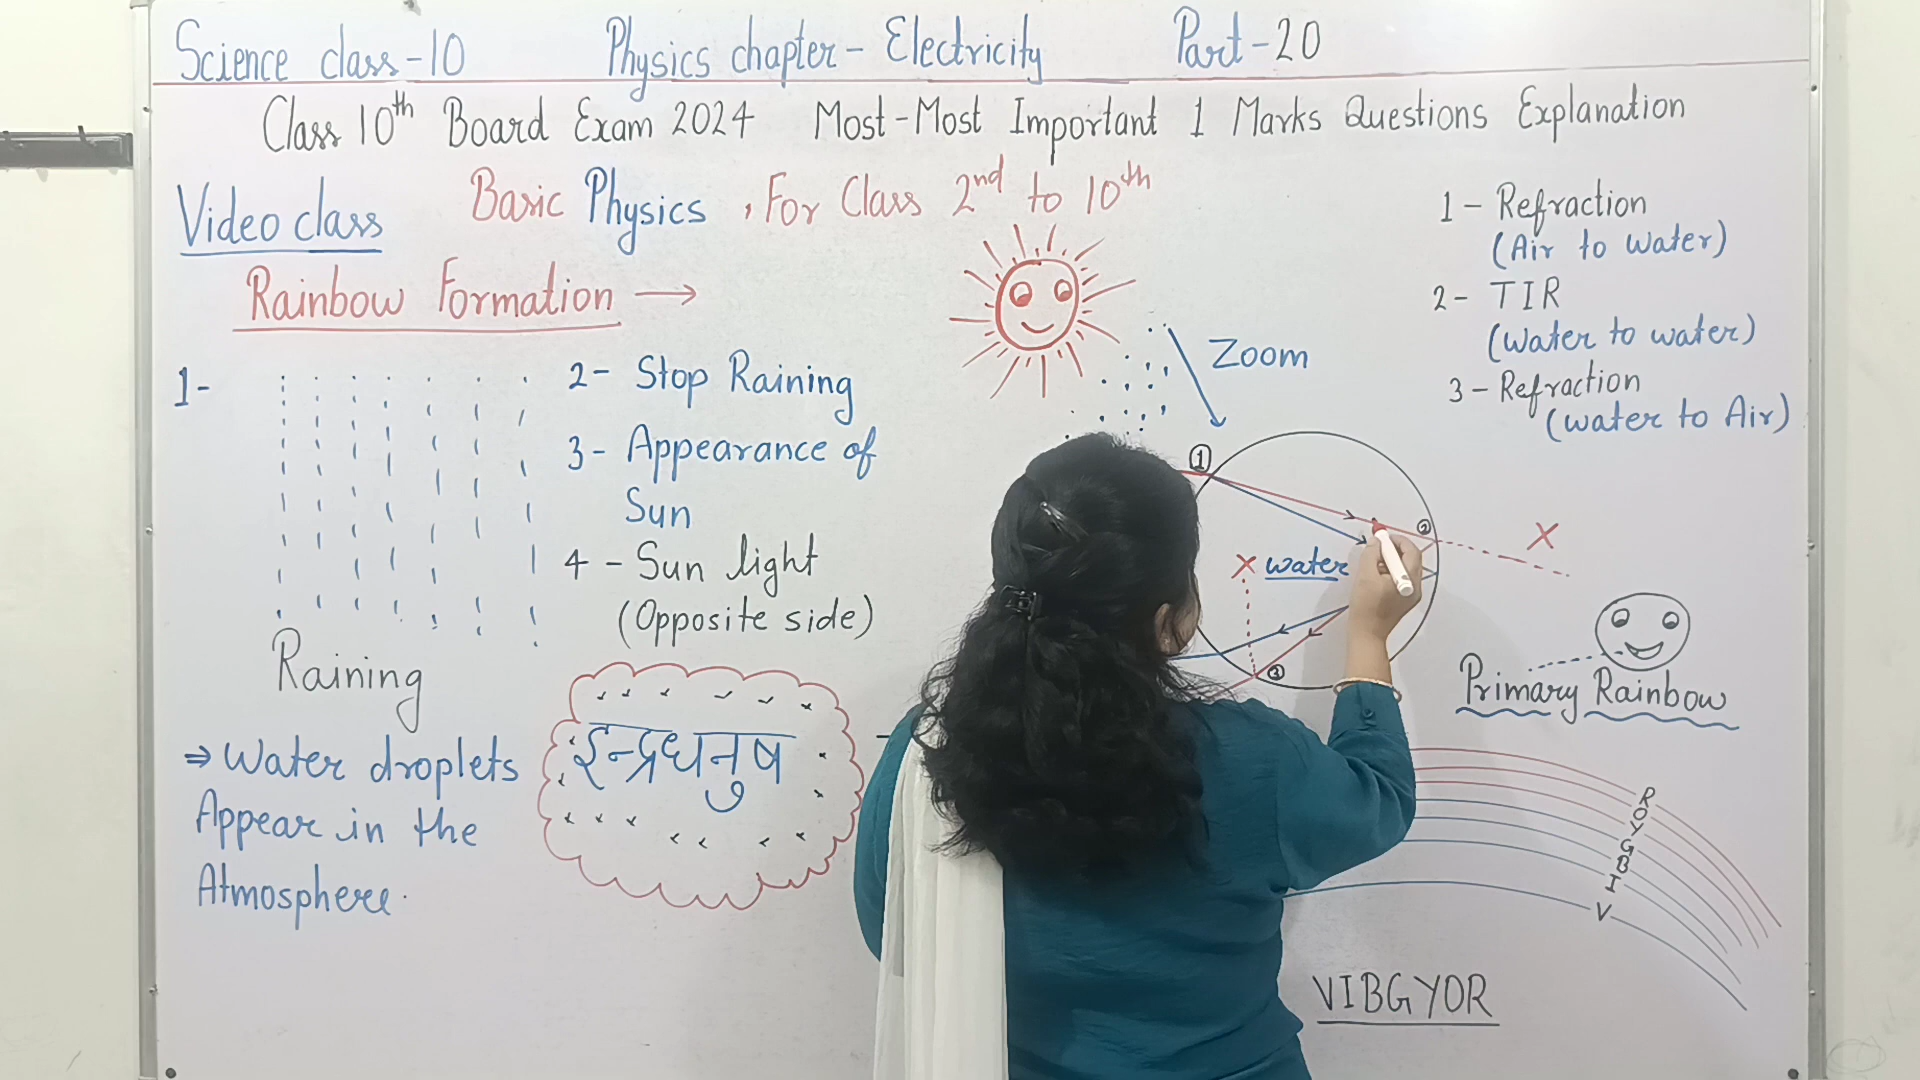 Science class-10 Physics chapter- Electricity Part-20
Class 10th Board Exam 2024 Most-Most Important 1 Marks Questions Explanation
Video class Basic Physics, For Class 2nd to 10th
Rainbow Formation →
1-
Raining
⇒ Water droplets
Appear in the
Atmosphere.
2- Stop Raining
3- Appearance of
Sun
4- Sun light
(Opposite side)
इन्द्रधनुष
Zoom
1
2
X
X water
3
1- Refraction
(Air to water)
2- TIR
(water to water)
3- Refraction
(water to Air)
Primary Rainbow
R
O
Y
G
B
I
V
VIBGYOR